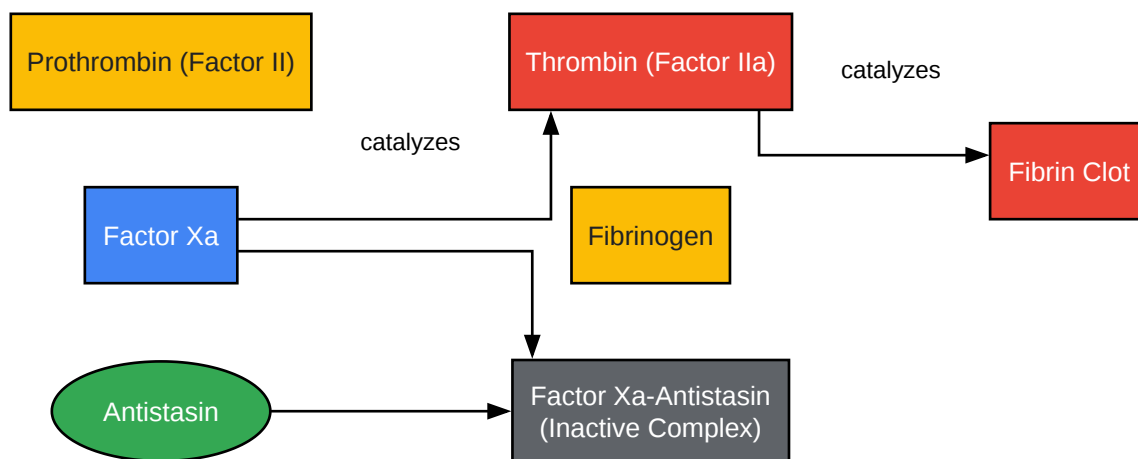 Prothrombin (Factor II)
Thrombin (Factor IIa)
catalyzes
catalyzes
Fibrin Clot
Factor Xa
Fibrinogen
Antistasin
Factor Xa-Antistasin
(Inactive Complex)